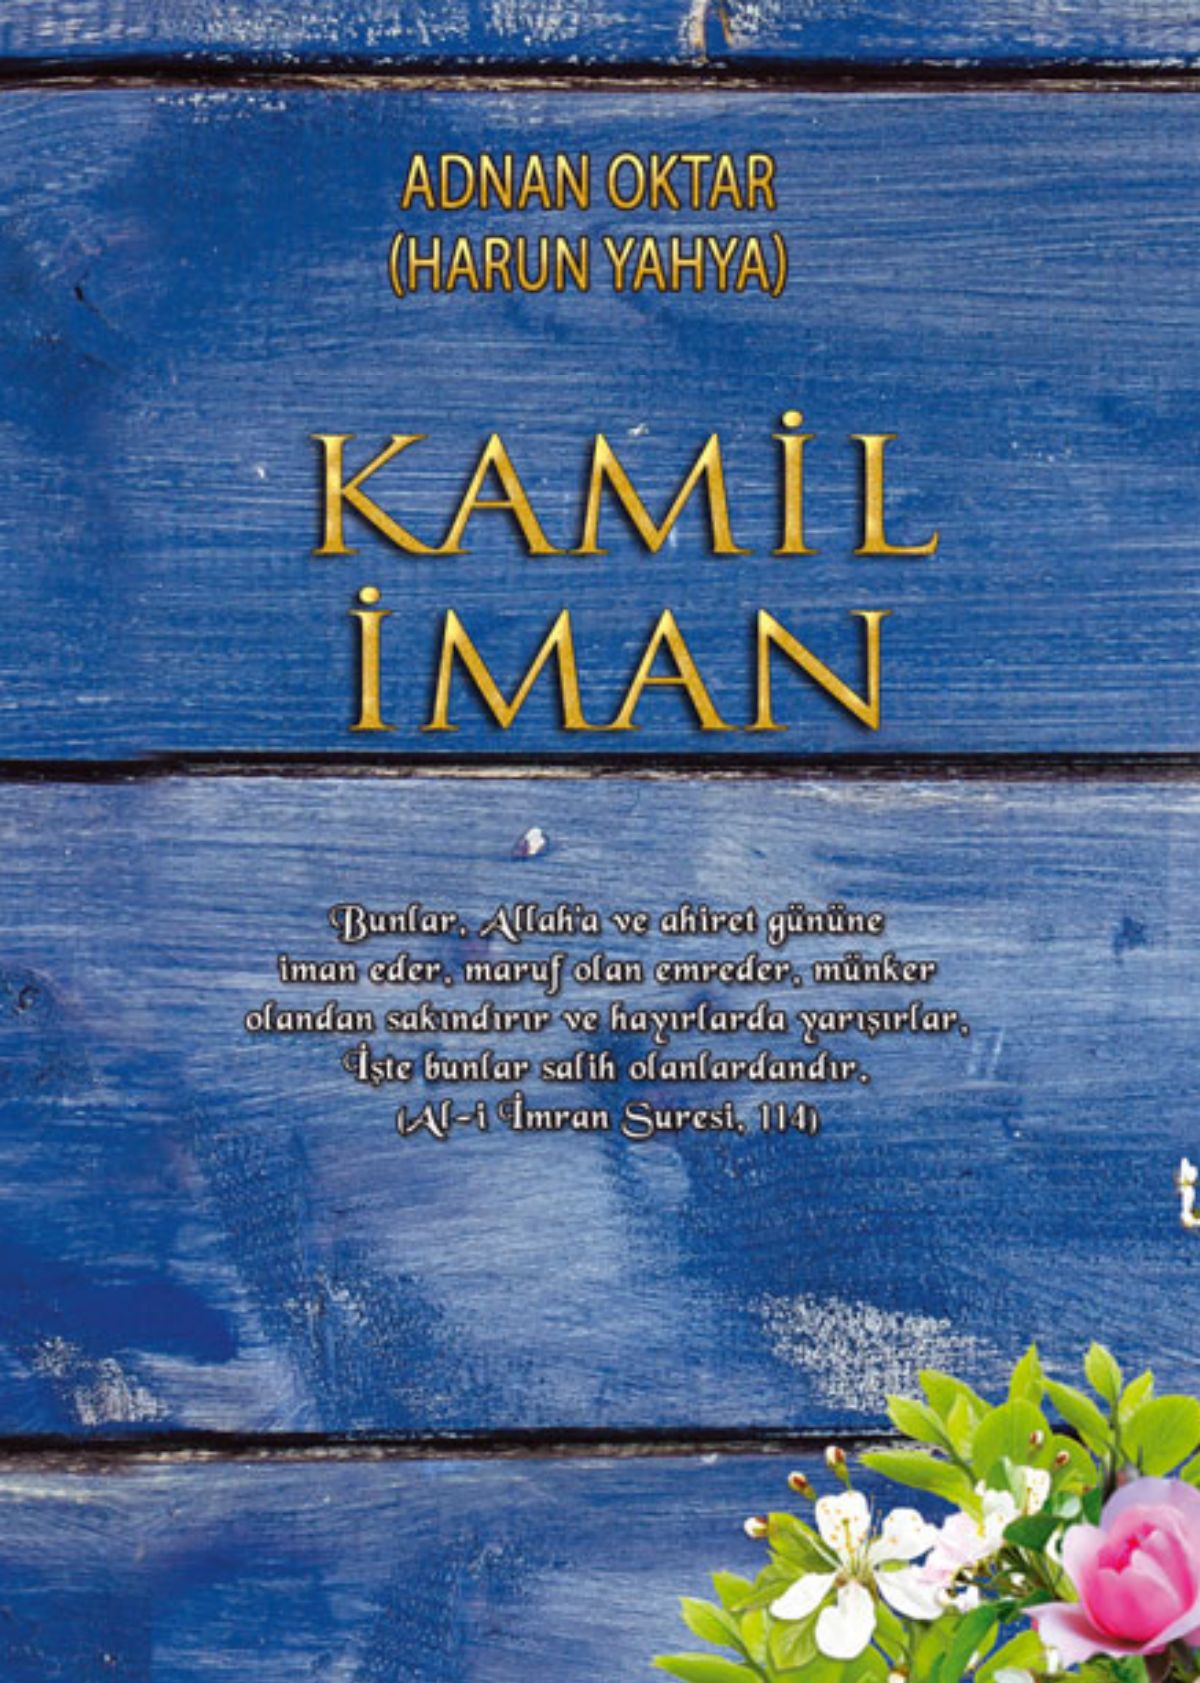 ADNAN OKTAR
(HARUN YAHYA)
KAMİL
İMAN
Bunlar, Allah'a ve ahiret gününe
iman eder, maruf olan emreder, münker
olandan sakındırır ve hayırlarda yarışırlar.
İşte bunlar salih olanlardandır.
(Al-i İmran Suresi, 114)